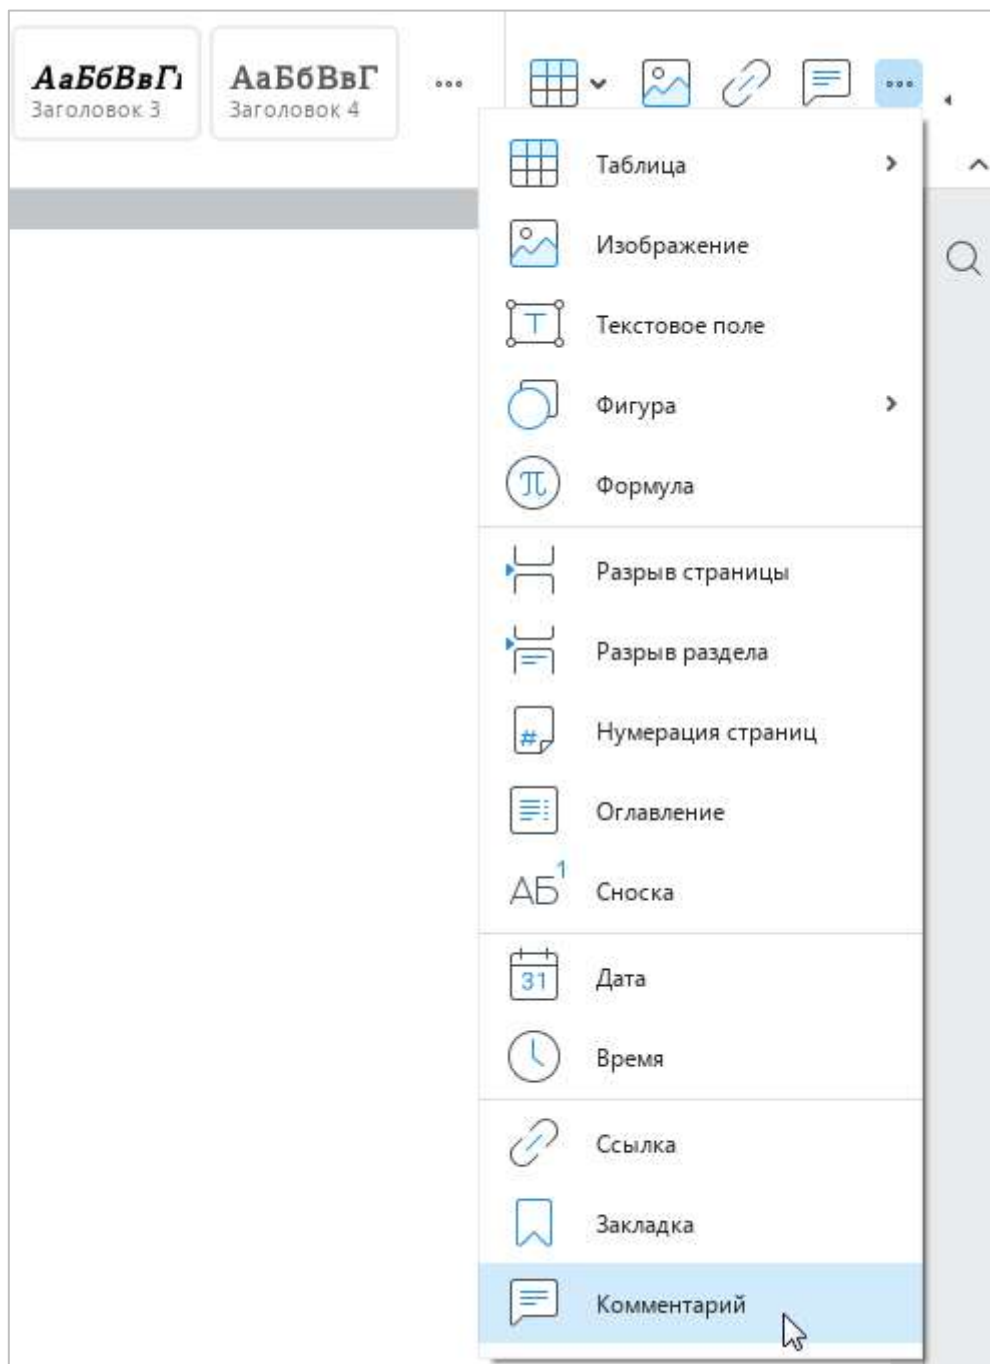 АаБбВвГг АаБбВвГ
Заголовок 3 Заголовок 4
Таблица
Изображение
T Текстовое поле
Фигура
π Формула
Разрыв страницы
Разрыв раздела
# Нумерация страниц
Оглавление
АБ1 Сноска
31 Дата
Время
Ссылка
Закладка
Комментарий